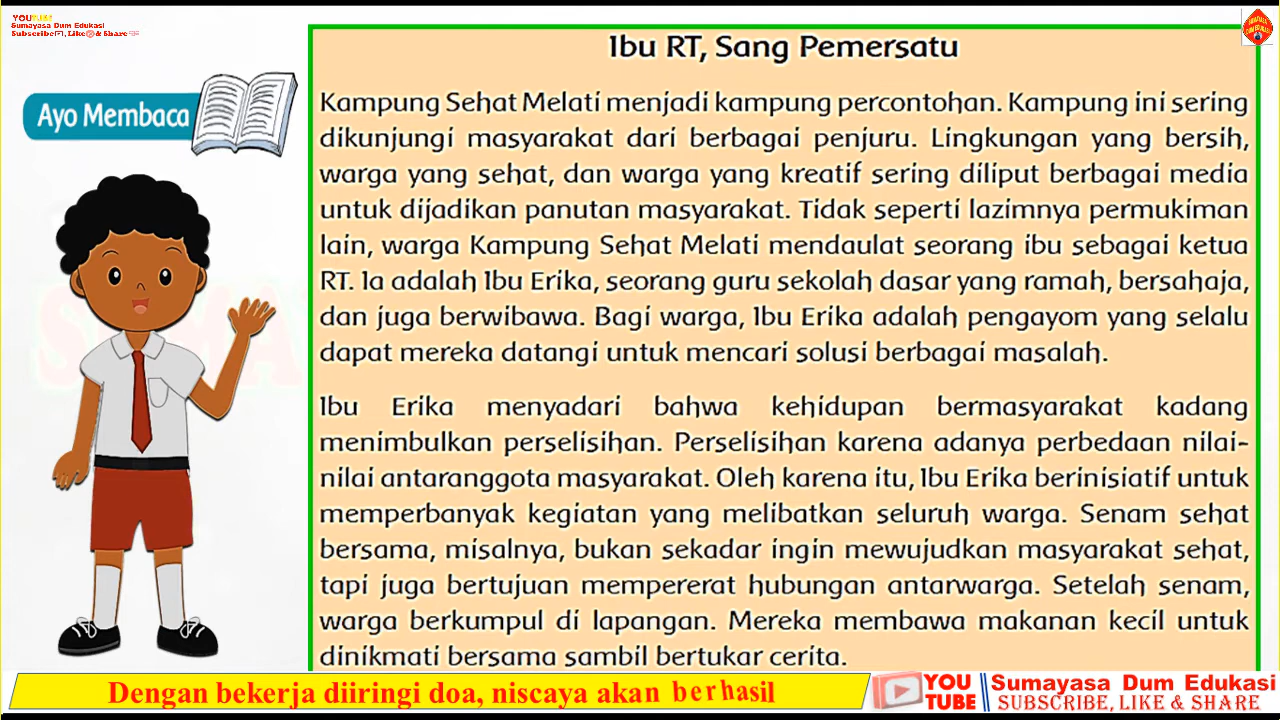 YOUTUBE
Sumayasa Dum Edukasi
Subscribe, Like & Share
Ibu RT, Sang Pemersatu
Ayo Membaca
Kampung Sehat Melati menjadi kampung percontohan. Kampung ini sering
dikunjungi masyarakat dari berbagai penjuru. Lingkungan yang bersih,
warga yang sehat, dan warga yang kreatif sering diliput berbagai media
untuk dijadikan panutan masyarakat. Tidak seperti lazimnya permukiman
lain, warga Kampung Sehat Melati mendaulat seorang ibu sebagai ketua
RT. Ia adalah Ibu Erika, seorang guru sekolah dasar yang ramah, bersahaja,
dan juga berwibawa. Bagi warga, Ibu Erika adalah pengayom yang selalu
dapat mereka datangi untuk mencari solusi berbagai masalah.
Ibu Erika menyadari bahwa kehidupan bermasyarakat kadang
menimbulkan perselisihan. Perselisihan karena adanya perbedaan nilai-
nilai antaranggota masyarakat. Oleh karena itu, Ibu Erika berinisiatif untuk
memperbanyak kegiatan yang melibatkan seluruh warga. Senam sehat
bersama, misalnya, bukan sekadar ingin mewujudkan masyarakat sehat,
tapi juga bertujuan mempererat hubungan antarwarga. Setelah senam,
warga berkumpul di lapangan. Mereka membawa makanan kecil untuk
dinikmati bersama sambil bertukar cerita.
Dengan bekerja diiringi doa, niscaya akan berhasil
YOU
TUBE
Sumayasa Dum Edukasi
SUBSCRIBE, LIKE & SHARE